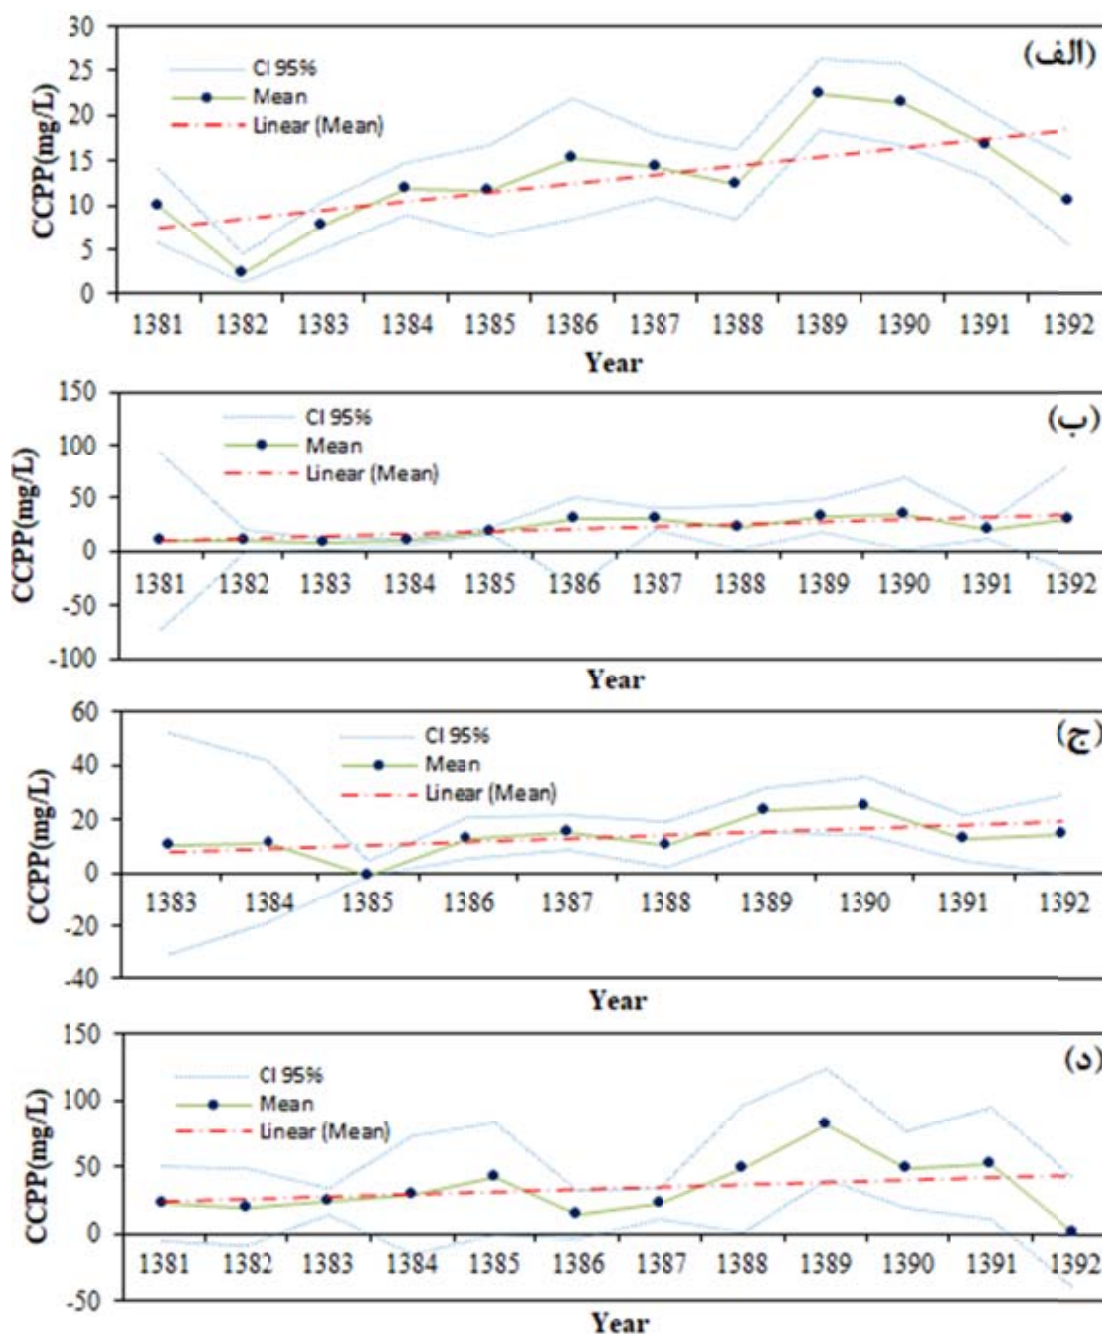 (الف)
CCPP(mg/L)
30
25
20
15
10
5
0
CI 95%
Mean
Linear (Mean)
1381 1382 1383 1384 1385 1386 1387 1388 1389 1390 1391 1392
Year
(ب)
CCPP(mg/L)
150
100
50
0
-50
-100
CI 95%
Mean
Linear (Mean)
1381 1382 1383 1384 1385 1386 1387 1388 1389 1390 1391 1392
Year
(ج)
CCPP(mg/L)
60
40
20
0
-20
-40
CI 95%
Mean
Linear (Mean)
1383 1384 1385 1386 1387 1388 1389 1390 1391 1392
Year
(د)
CCPP(mg/L)
150
100
50
0
-50
CI 95%
Mean
Linear (Mean)
1381 1382 1383 1384 1385 1386 1387 1388 1389 1390 1391 1392
Year